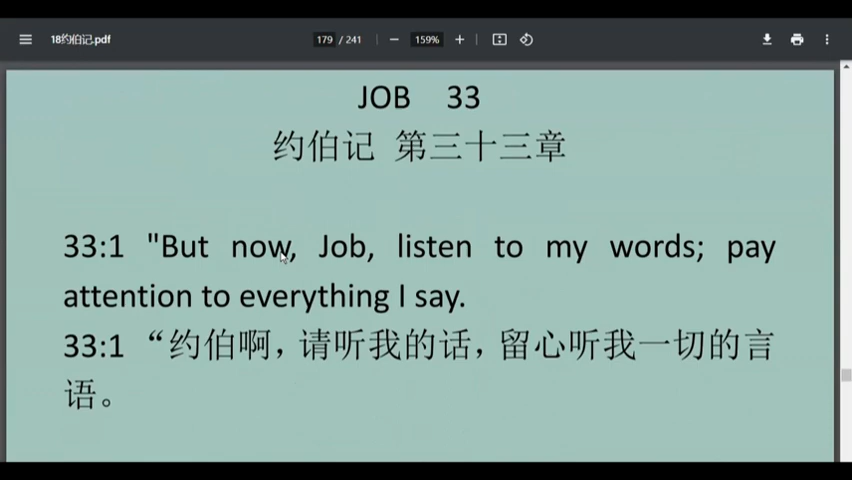 18约伯记.pdf
179 / 241
159%
JOB 33
约伯记 第三十三章
33:1 "But now, Job, listen to my words; pay
attention to everything I say.
33:1 “约伯啊，请听我的话，留心听我一切的言
语。